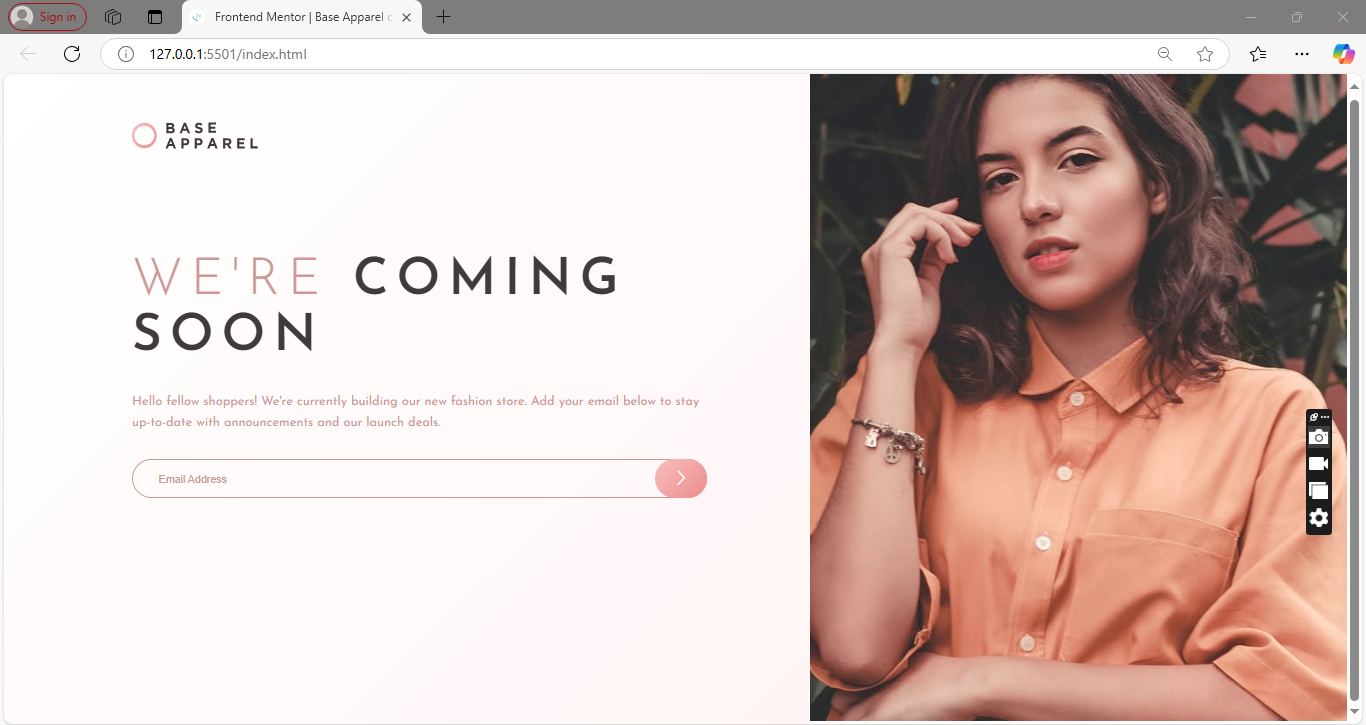 Sign in
Frontend Mentor | Base Apparel c
127.0.0.1:5501/index.html
BASE
APPAREL
WE'RE COMING
SOON
Hello fellow shoppers! We're currently building our new fashion store. Add your email below to stay
up-to-date with announcements and our launch deals.
Email Address